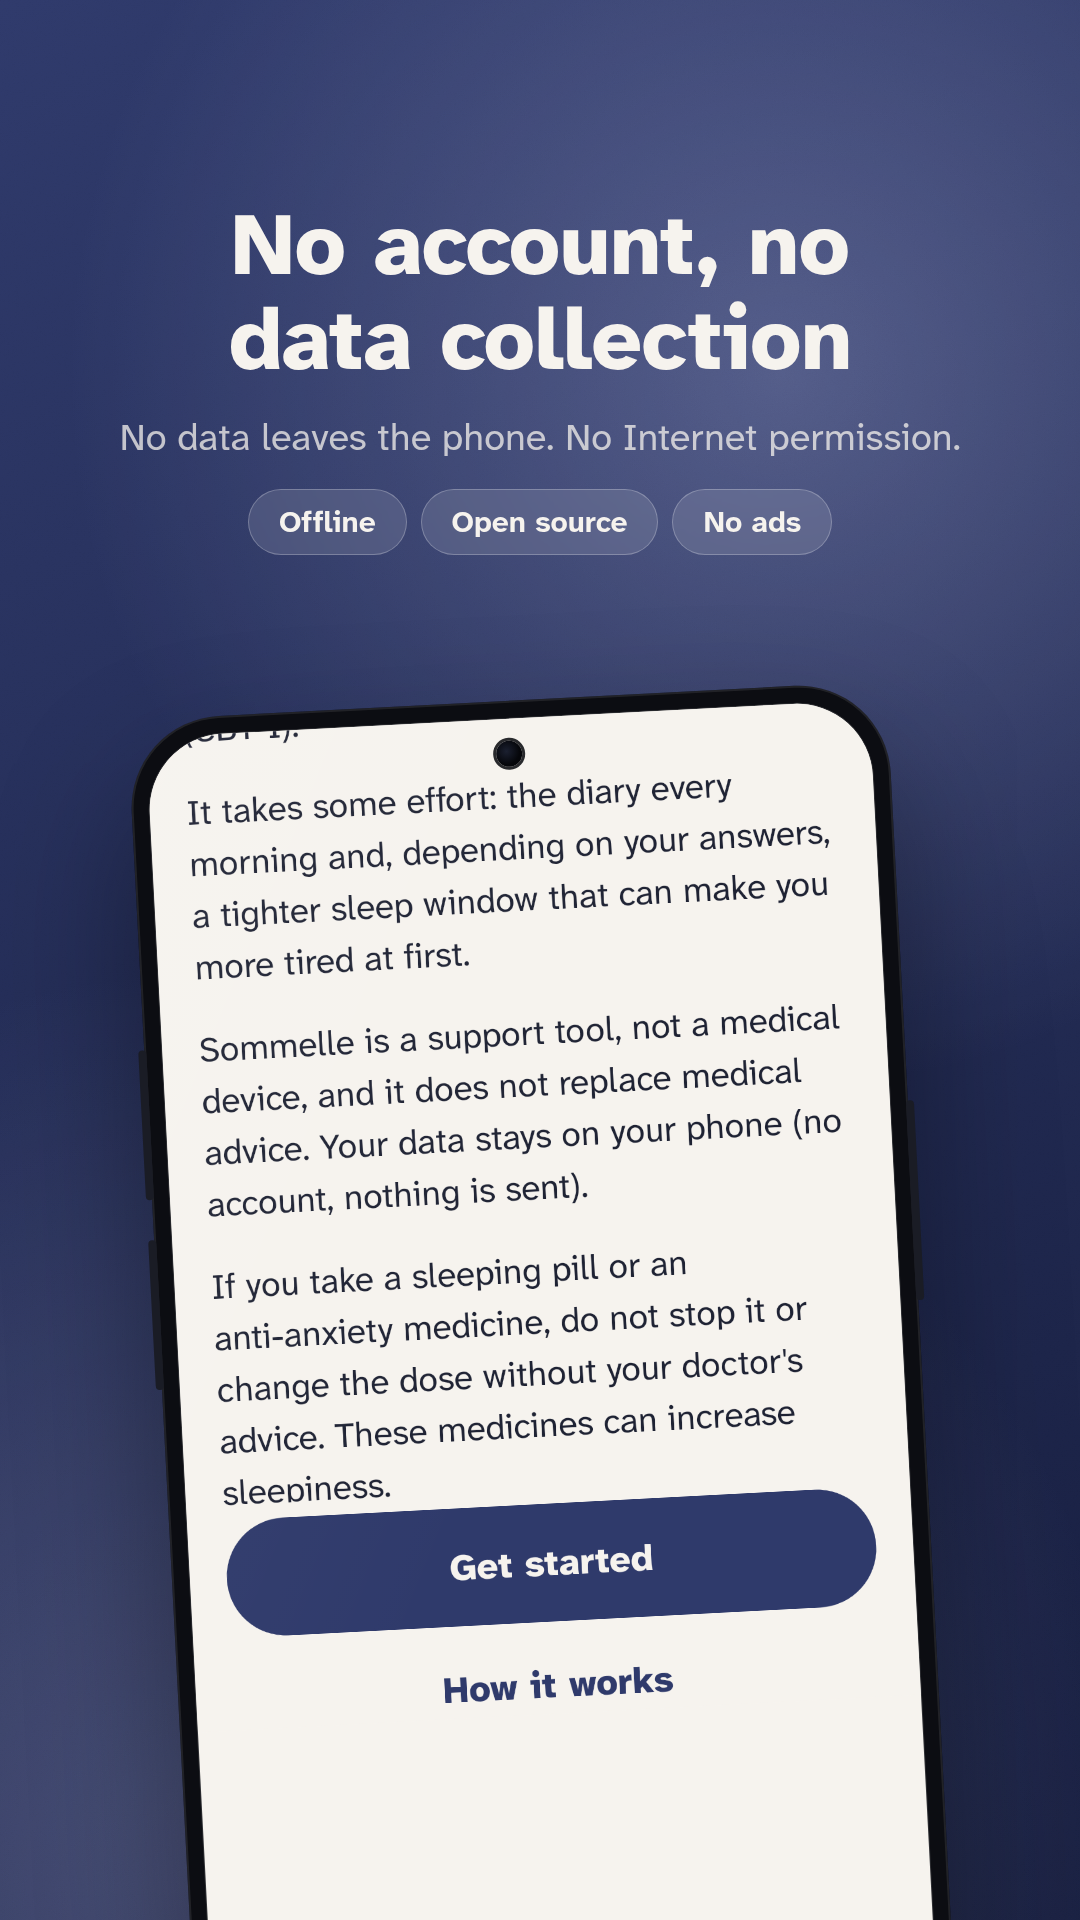 No account, no
data collection
No data leaves the phone. No Internet permission.
Offline
Open source
No ads
It takes some effort: the diary every
morning and, depending on your answers,
a tighter sleep window that can make you
more tired at first.
Sommelle is a support tool, not a medical
device, and it does not replace medical
advice. Your data stays on your phone (no
account, nothing is sent).
If you take a sleeping pill or an
anti-anxiety medicine, do not stop it or
change the dose without your doctor's
advice. These medicines can increase
sleepiness.
Get started
How it works